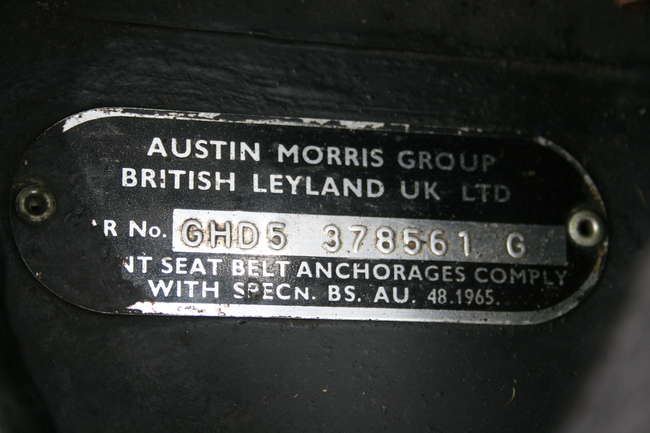 AUSTIN MORRIS GROUP
BRITISH LEYLAND UK LTD
R No. GHD5 378561 G
NT SEAT BELT ANCHORAGES COMPLY
WITH SPECN. BS. AU. 48.1965.